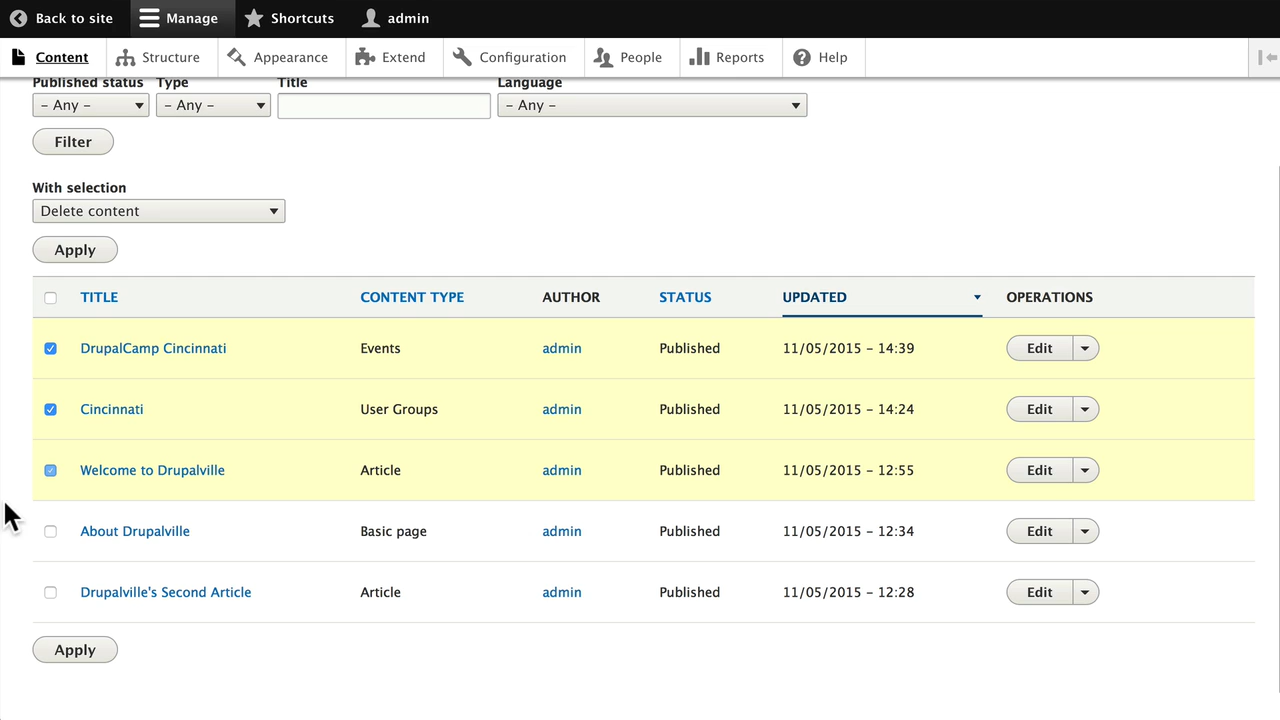 Back to site Manage Shortcuts admin
Content Structure Appearance Extend Configuration People Reports Help
Published status Type Title Language
- Any - - Any - - Any -
Filter
With selection
Delete content
Apply
TITLE CONTENT TYPE AUTHOR STATUS UPDATED OPERATIONS
DrupalCamp Cincinnati Events admin Published 11/05/2015 - 14:39 Edit
Cincinnati User Groups admin Published 11/05/2015 - 14:24 Edit
Welcome to Drupalville Article admin Published 11/05/2015 - 12:55 Edit
About Drupalville Basic page admin Published 11/05/2015 - 12:34 Edit
Drupalville's Second Article Article admin Published 11/05/2015 - 12:28 Edit
Apply